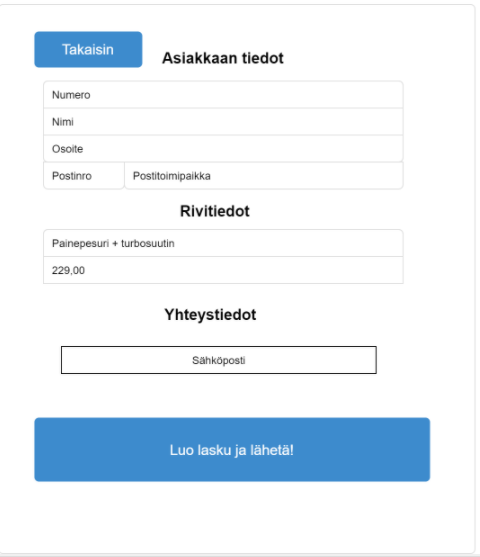 Takaisin
Asiakkaan tiedot
Numero
Nimi
Osoite
Postinro Postitoimipaikka
Rivitiedot
Painepesuri + turbosuutin
229,00
Yhteystiedot
Sähköposti
Luo lasku ja lähetä!